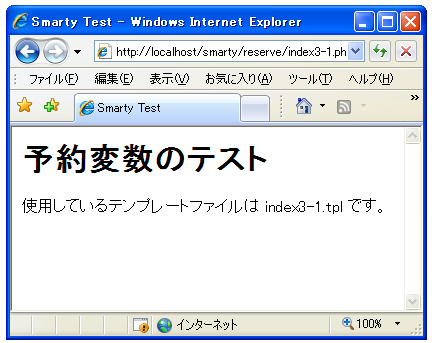 Smarty Test - Windows Internet Explorer
http://localhost/smarty/reserve/index3-1.ph
ファイル(F) 編集(E) 表示(V) お気に入り(A) ツール(T) ヘルプ(H)
Smarty Test
予約変数のテスト
使用しているテンプレートファイルは index3-1.tpl です。
インターネット 100%